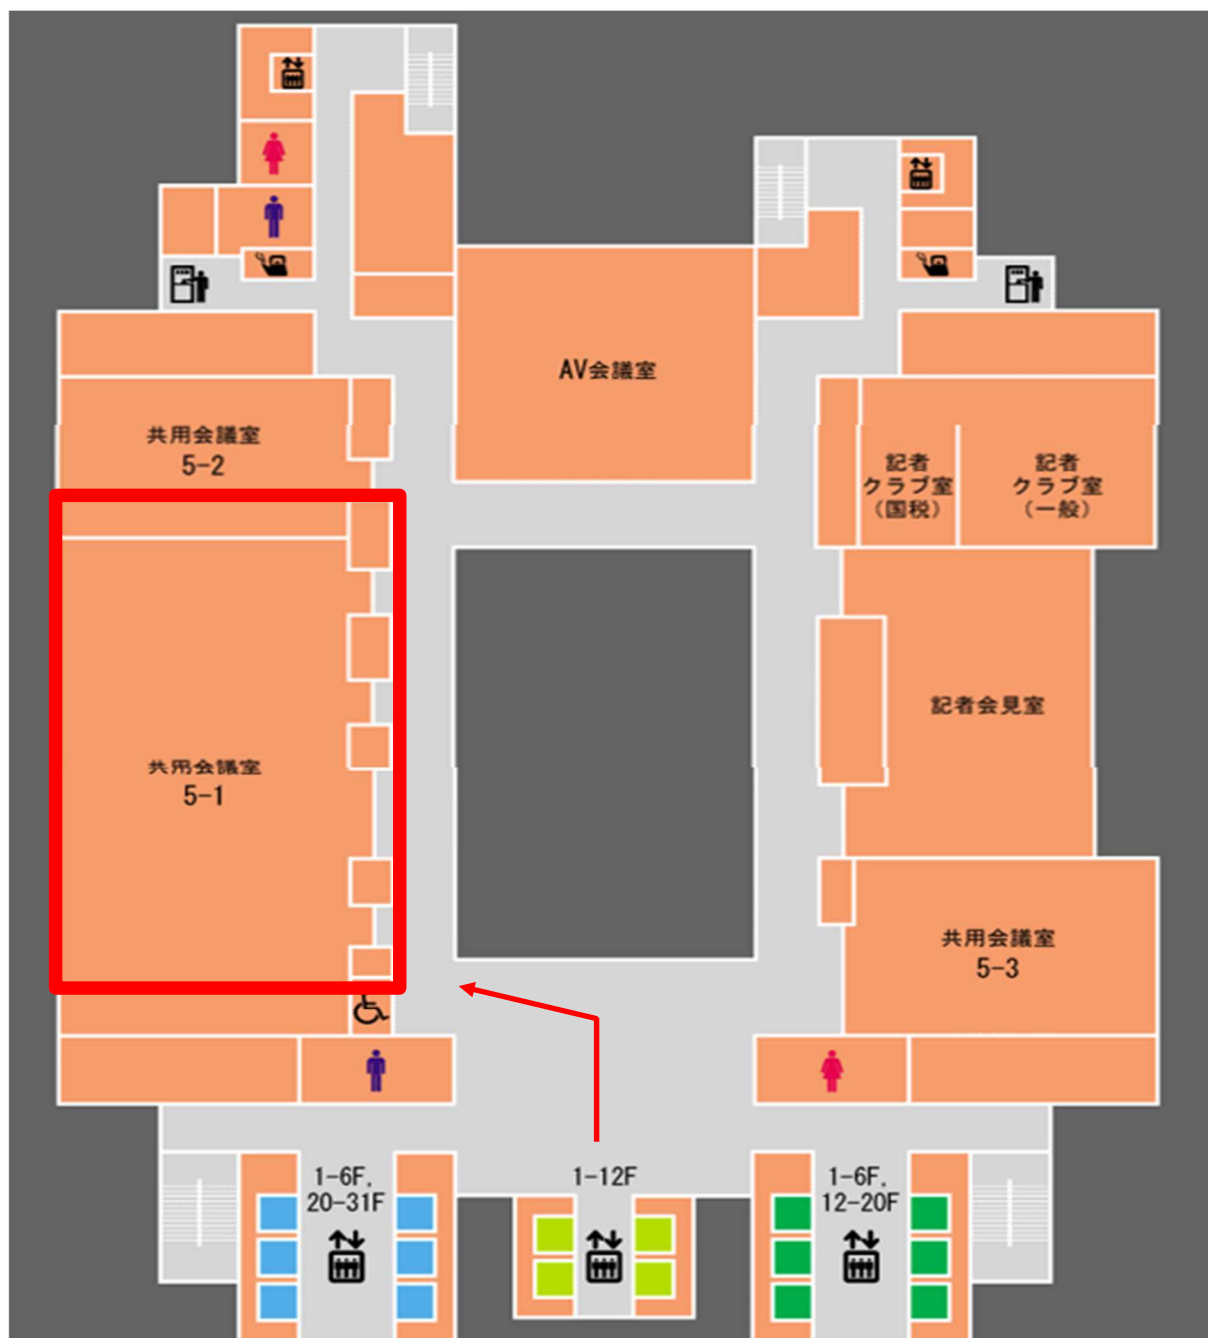 AV会議室
共用会議室
5-2
記者
クラブ室
(国税)
記者
クラブ室
(一般)
記者会見室
共用会議室
5-1
共用会議室
5-3
1-6F,
20-31F
1-12F
1-6F,
12-20F